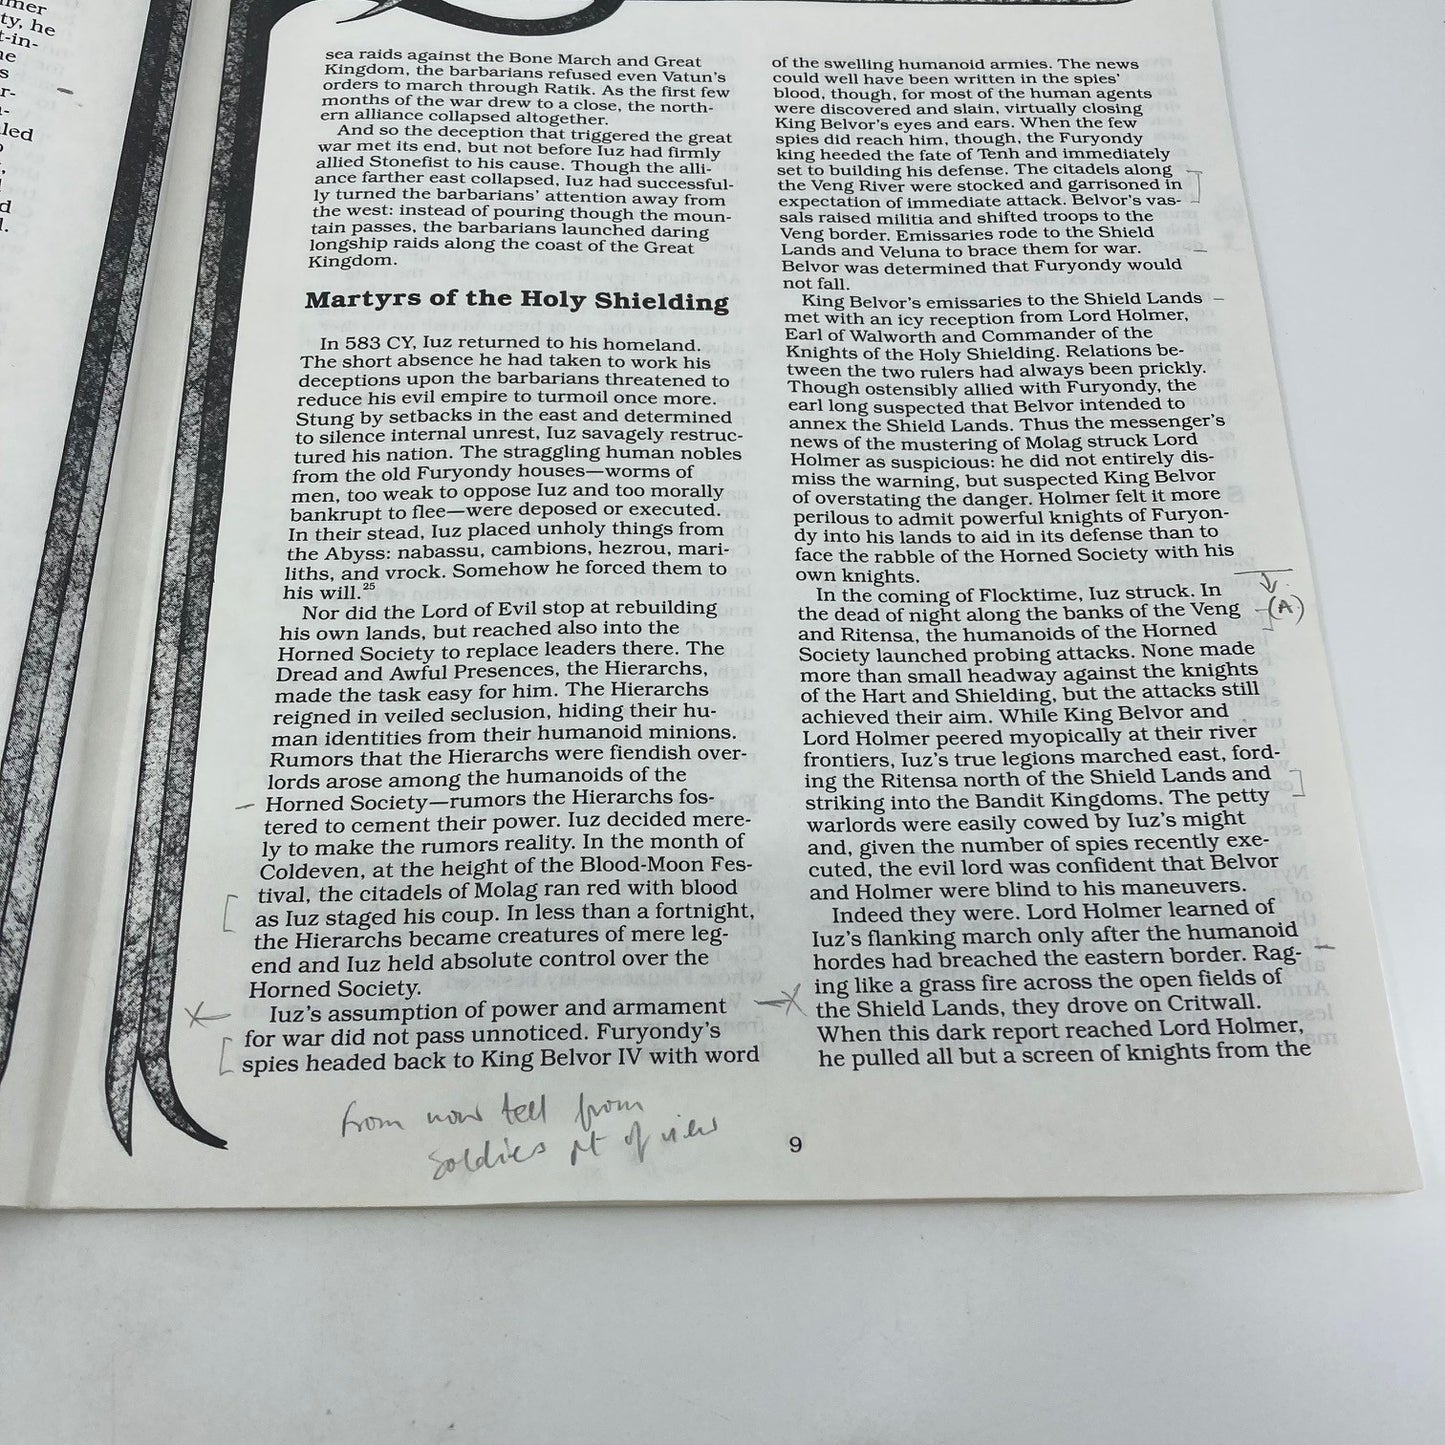 mer
ty, he
t-in-
ne
s
r-
n-
led
d
d.
sea raids against the Bone March and Great
Kingdom, the barbarians refused even Vatun's
orders to march through Ratik. As the first few
months of the war drew to a close, the north-
ern alliance collapsed altogether.
And so the deception that triggered the great
war met its end, but not before Iuz had firmly
allied Stonefist to his cause. Though the alli-
ance farther east collapsed, Iuz had successful-
ly turned the barbarians' attention away from
the west: instead of pouring though the moun-
tain passes, the barbarians launched daring
longship raids along the coast of the Great
Kingdom.
Martyrs of the Holy Shielding
In 583 CY, Iuz returned to his homeland.
The short absence he had taken to work his
deceptions upon the barbarians threatened to
reduce his evil empire to turmoil once more.
Stung by setbacks in the east and determined
to silence internal unrest, Iuz savagely restruc-
tured his nation. The straggling human nobles
from the old Furyondy houses—worms of
men, too weak to oppose Iuz and too morally
bankrupt to flee—were deposed or executed.
In their stead, Iuz placed unholy things from
the Abyss: nabassu, cambions, hezrou, mari-
liths, and vrock. Somehow he forced them to
his will.25
Nor did the Lord of Evil stop at rebuilding
his own lands, but reached also into the
Horned Society to replace leaders there. The
Dread and Awful Presences, the Hierarchs,
made the task easy for him. The Hierarchs
reigned in veiled seclusion, hiding their hu-
man identities from their humanoid minions.
Rumors that the Hierarchs were fiendish over-
lords arose among the humanoids of the
Horned Society—rumors the Hierarchs fos-
tered to cement their power. Iuz decided mere-
ly to make the rumors reality. In the month of
Coldeven, at the height of the Blood-Moon Fes-
tival, the citadels of Molag ran red with blood
as Iuz staged his coup. In less than a fortnight,
the Hierarchs became creatures of mere leg-
end and Iuz held absolute control over the
Horned Society.
Iuz's assumption of power and armament
for war did not pass unnoticed. Furyondy's
spies headed back to King Belvor IV with word
of the swelling humanoid armies. The news
could well have been written in the spies'
blood, though, for most of the human agents
were discovered and slain, virtually closing
King Belvor's eyes and ears. When the few
spies did reach him, though, the Furyondy
king heeded the fate of Tenh and immediately
set to building his defense. The citadels along
the Veng River were stocked and garrisoned in
expectation of immediate attack. Belvor's vas-
sals raised militia and shifted troops to the
Veng border. Emissaries rode to the Shield
Lands and Veluna to brace them for war.
Belvor was determined that Furyondy would
not fall.
King Belvor's emissaries to the Shield Lands
met with an icy reception from Lord Holmer,
Earl of Walworth and Commander of the
Knights of the Holy Shielding. Relations be-
tween the two rulers had always been prickly.
Though ostensibly allied with Furyondy, the
earl long suspected that Belvor intended to
annex the Shield Lands. Thus the messenger's
news of the mustering of Molag struck Lord
Holmer as suspicious: he did not entirely dis-
miss the warning, but suspected King Belvor
of overstating the danger. Holmer felt it more
perilous to admit powerful knights of Furyon-
dy into his lands to aid in its defense than to
face the rabble of the Horned Society with his
own knights.
In the coming of Flocktime, Iuz struck. In
the dead of night along the banks of the Veng
and Ritensa, the humanoids of the Horned
Society launched probing attacks. None made
more than small headway against the knights
of the Hart and Shielding, but the attacks still
achieved their aim. While King Belvor and
Lord Holmer peered myopically at their river
frontiers, Iuz's true legions marched east, ford-
ing the Ritensa north of the Shield Lands and
striking into the Bandit Kingdoms. The petty
warlords were easily cowed by Iuz's might
and, given the number of spies recently exe-
cuted, the evil lord was confident that Belvor
and Holmer were blind to his maneuvers.
Indeed they were. Lord Holmer learned of
Iuz's flanking march only after the humanoid
hordes had breached the eastern border. Rag-
ing like a grass fire across the open fields of
the Shield Lands, they drove on Critwall.
When this dark report reached Lord Holmer,
he pulled all but a screen of knights from the
(A)
from now tell from
soldies pt of view
9